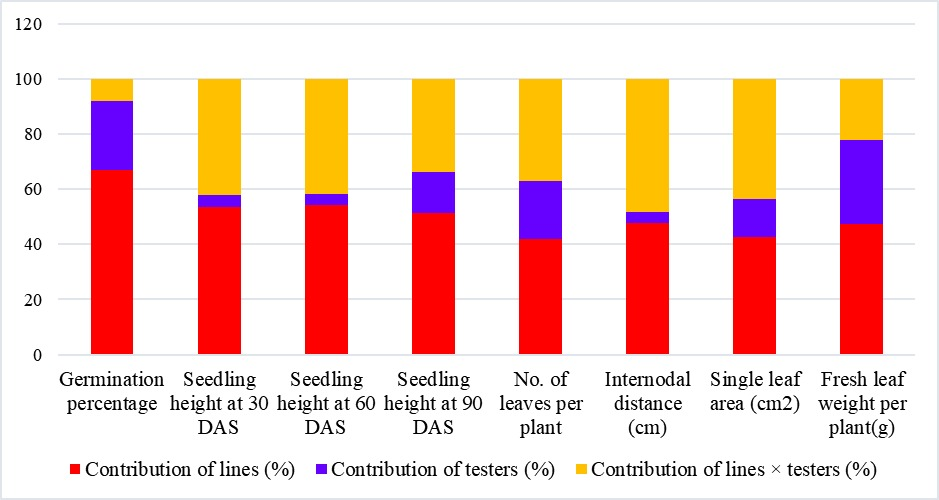 120
100
80
60
40
20
0
Germination percentage
Seedling height at 30 DAS
Seedling height at 60 DAS
Seedling height at 90 DAS
No. of leaves per plant
Internodal distance (cm)
Single leaf area (cm2)
Fresh leaf weight per plant(g)
Contribution of lines (%)
Contribution of testers (%)
Contribution of lines × testers (%)